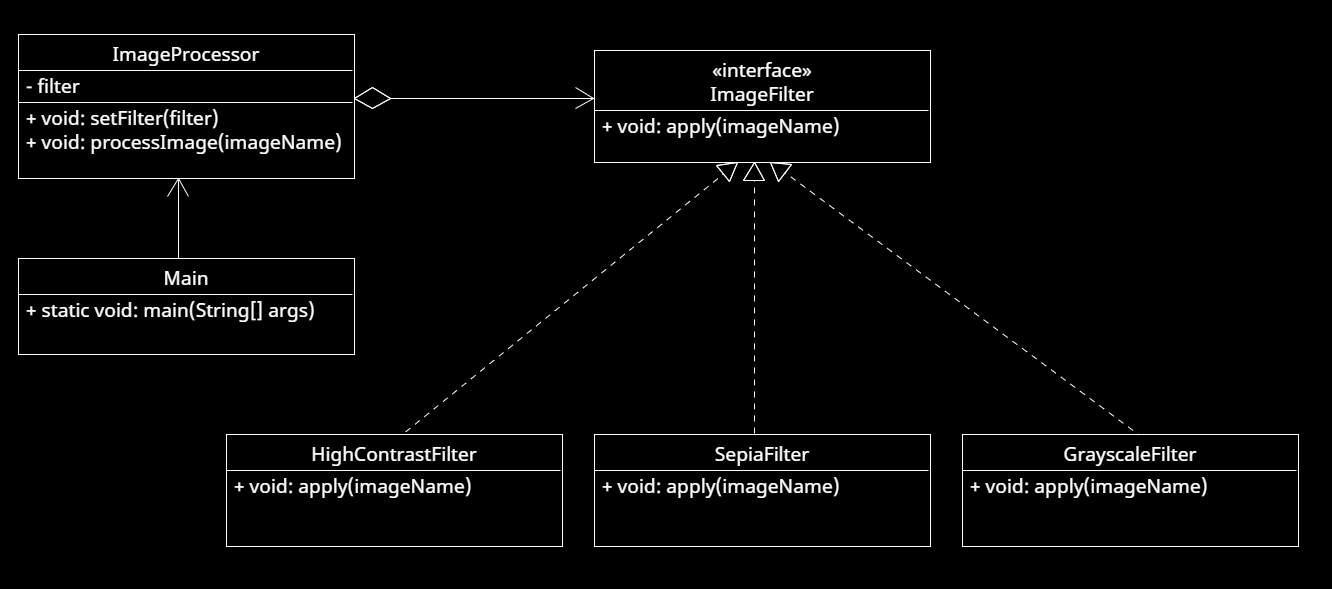 ImageProcessor
- filter
+ void: setFilter(filter)
+ void: processImage(imageName)
«interface»
ImageFilter
+ void: apply(imageName)
Main
+ static void: main(String[] args)
HighContrastFilter
+ void: apply(imageName)
SepiaFilter
+ void: apply(imageName)
GrayscaleFilter
+ void: apply(imageName)